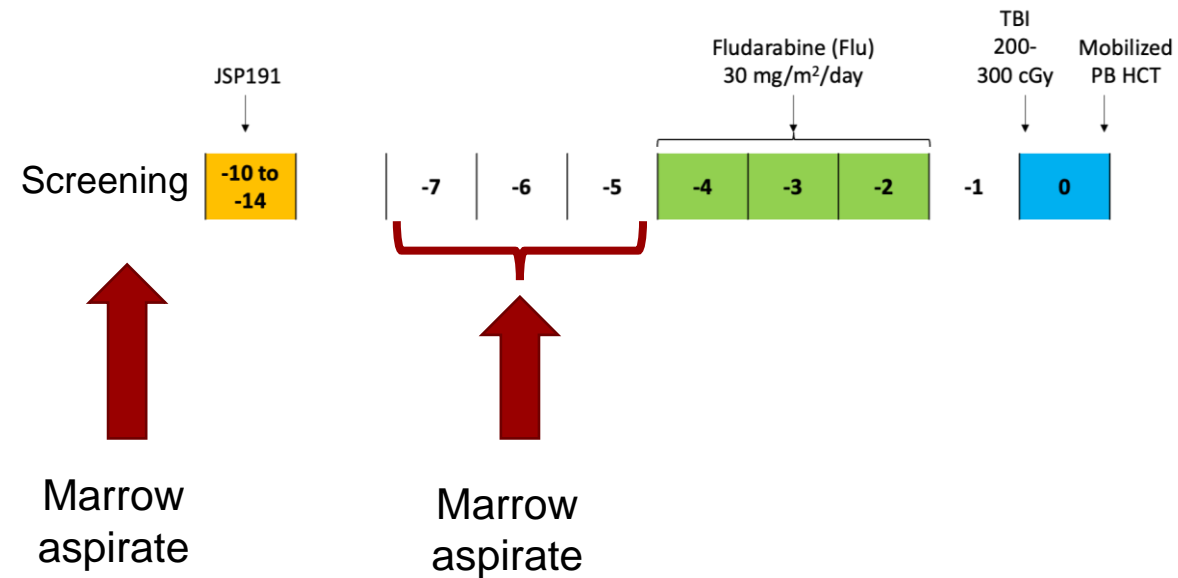 TBI
200-
300 cGy
Mobilized
PB HCT
Fludarabine (Flu)
30 mg/m²/day
JSP191
Screening
-10 to
-14
-7
-6
-5
-4
-3
-2
-1
0
Marrow
aspirate
Marrow
aspirate